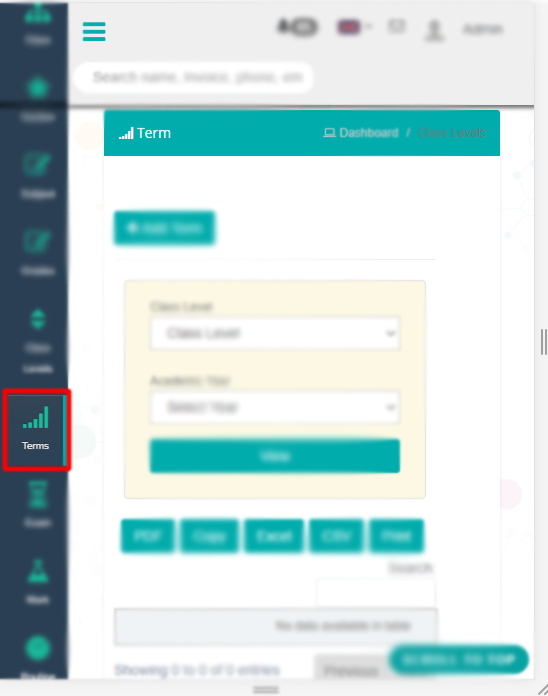 Search name, Invoice, phone, em
Admin
Term
Dashboard / Class Levels
Add Term
Class Level
Class Level
Academic Year
Select Year
View
PDF Copy Excel CSV Print
Search
No data available in table
Showing 0 to 0 of 0 entries
Previous
SCROLL TO TOP
Class
Subject
Grades
Class
Levels
Terms
Exam
Mark
Routine